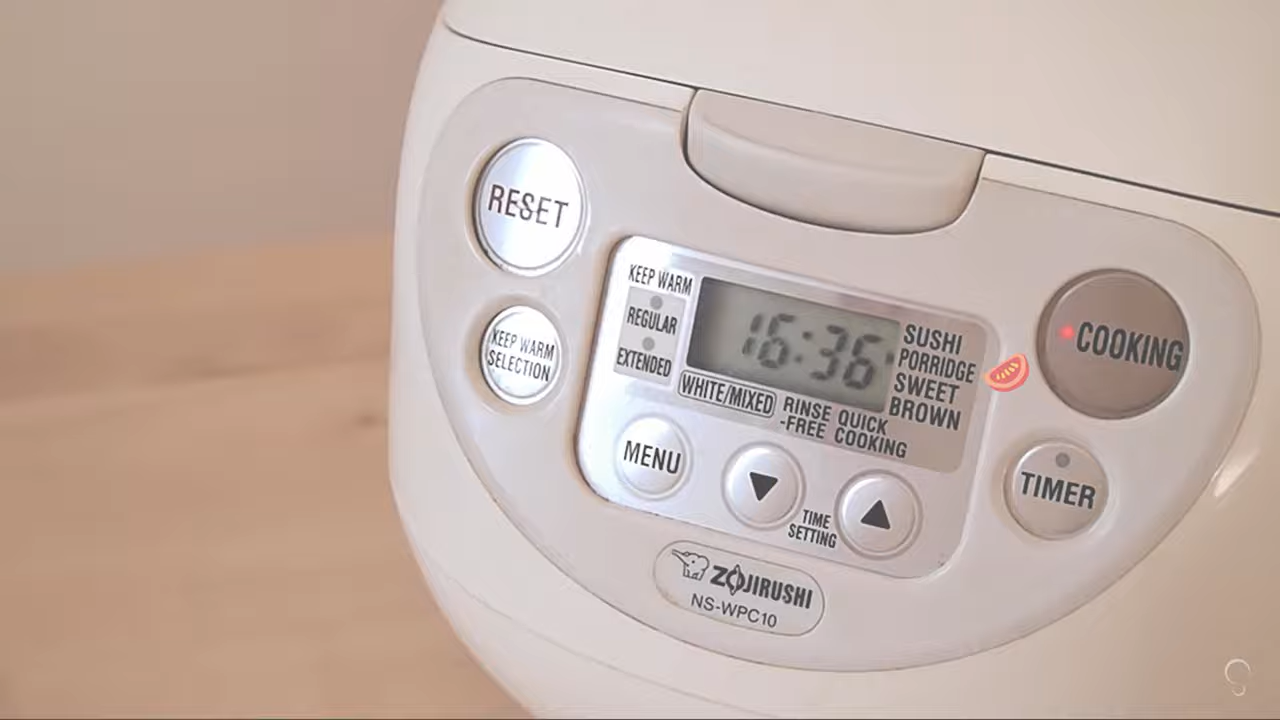 RESET
KEEP WARM
SELECTION
KEEP WARM
REGULAR
EXTENDED
16:36
SUSHI
PORRIDGE
SWEET
BROWN
WHITE/MIXED
RINSE
-FREE
QUICK
COOKING
MENU
TIME
SETTING
COOKING
TIMER
ZOJIRUSHI
NS-WPC10